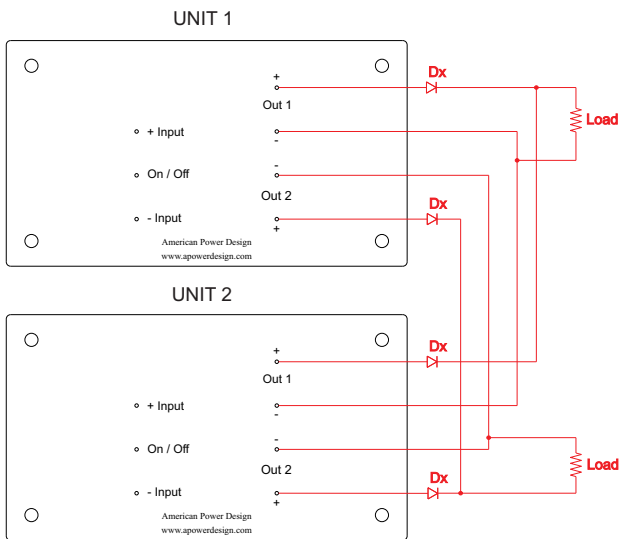 UNIT 1
+
Dx
Out 1
Load
+ Input
-
On / Off
-
Out 2
Dx
- Input
+
American Power Design
www.apowerdesign.com
UNIT 2
+
Dx
Out 1
+ Input
-
On / Off
-
Out 2
Load
Dx
- Input
+
American Power Design
www.apowerdesign.com